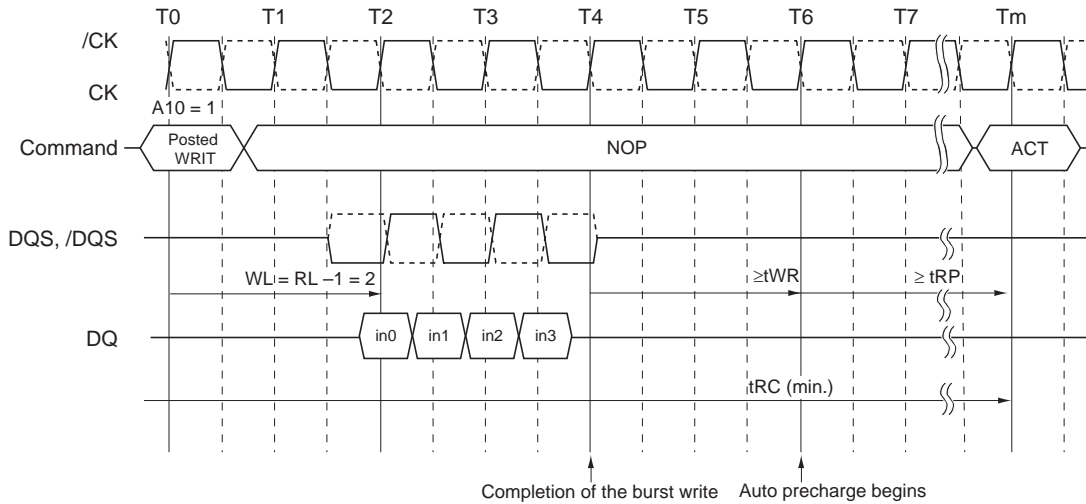 T0 T1 T2 T3 T4 T5 T6 T7 Tm
/CK
CK
A10 = 1
Command
Posted
WRIT
NOP
ACT
DQS, /DQS
WL = RL –1 = 2
≥tWR
≥ tRP
DQ
in0 in1 in2 in3
tRC (min.)
Completion of the burst write
Auto precharge begins